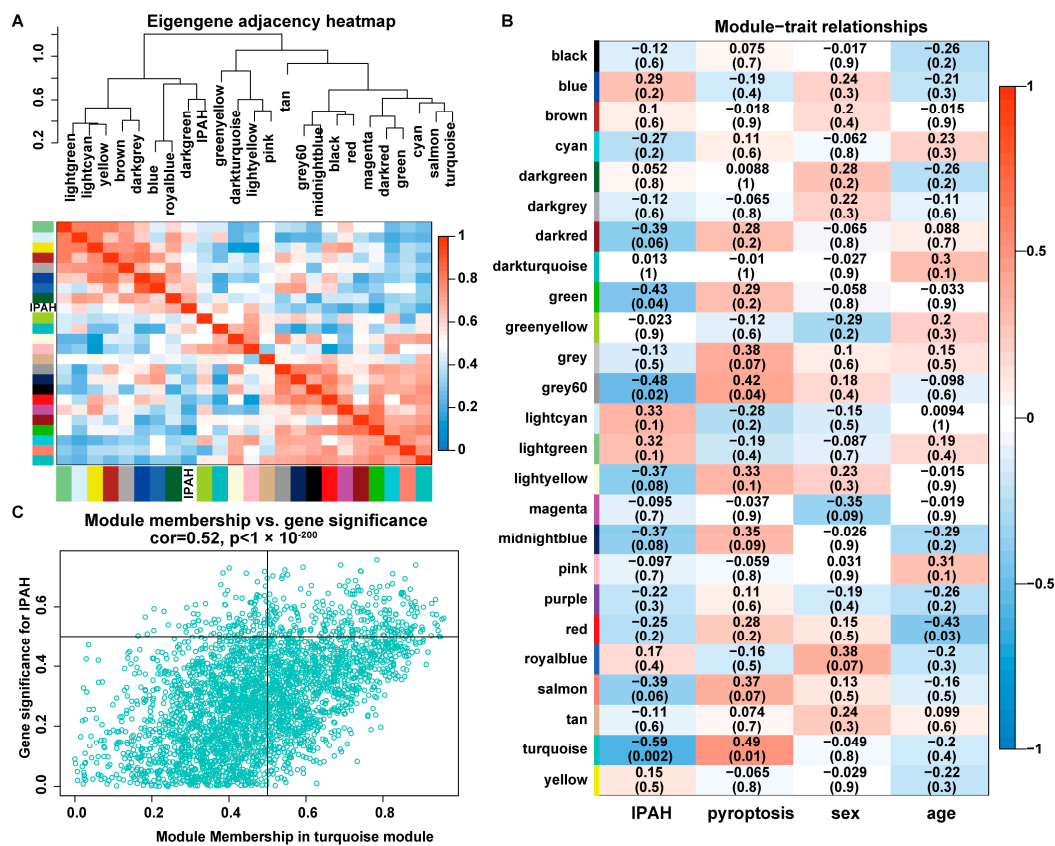 A
Eigengene adjacency heatmap
1.0
0.6
0.2
lightgreen
lightcyan
yellow
brown
darkgrey
blue
royalblue
darkgreen
IPAH
greenyellow
darkturquoise
lightyellow
pink
tan
grey60
midnightblue
black
red
magenta
darkred
green
cyan
salmon
turquoise
IPAH
1
0.8
0.6
0.4
0.2
0
IPAH
C
Module membership vs. gene significance
cor=0.52, p<1 × 10⁻²⁰⁰
Gene significance for IPAH
0.6
0.4
0.2
0.0
0.0 0.2 0.4 0.6 0.8
Module Membership in turquoise module
B
Module−trait relationships
black −0.12 0.075 −0.017 −0.26
(0.6) (0.7) (0.9) (0.2)
blue 0.29 −0.19 0.24 −0.21
(0.2) (0.4) (0.3) (0.3)
brown 0.1 −0.018 0.2 −0.015
(0.6) (0.9) (0.4) (0.9)
cyan −0.27 0.11 −0.062 0.23
(0.2) (0.6) (0.8) (0.3)
darkgreen 0.052 0.0088 0.28 −0.26
(0.8) (1) (0.2) (0.2)
darkgrey −0.12 −0.065 0.22 −0.11
(0.6) (0.8) (0.3) (0.6)
darkred −0.39 0.28 −0.065 0.088
(0.06) (0.2) (0.8) (0.7)
darkturquoise 0.013 −0.01 −0.027 0.3
(1) (1) (0.9) (0.1)
green −0.43 0.29 −0.058 −0.033
(0.04) (0.2) (0.8) (0.9)
greenyellow −0.023 −0.12 −0.29 0.2
(0.9) (0.6) (0.2) (0.3)
grey −0.13 0.38 0.1 0.15
(0.5) (0.07) (0.6) (0.5)
grey60 −0.48 0.42 0.18 −0.098
(0.02) (0.04) (0.4) (0.6)
lightcyan 0.33 −0.28 −0.15 0.0094
(0.1) (0.2) (0.5) (1)
lightgreen 0.32 −0.19 −0.087 0.19
(0.1) (0.4) (0.7) (0.4)
lightyellow −0.37 0.33 0.23 −0.015
(0.08) (0.1) (0.3) (0.9)
magenta −0.095 −0.037 −0.35 −0.019
(0.7) (0.9) (0.09) (0.9)
midnightblue −0.37 0.35 −0.026 −0.29
(0.08) (0.09) (0.9) (0.2)
pink −0.097 −0.059 0.031 0.31
(0.7) (0.8) (0.9) (0.1)
purple −0.22 0.11 −0.19 −0.26
(0.3) (0.6) (0.4) (0.2)
red −0.25 0.28 0.15 −0.43
(0.2) (0.2) (0.5) (0.03)
royalblue 0.17 −0.16 0.38 −0.2
(0.4) (0.5) (0.07) (0.3)
salmon −0.39 0.37 0.13 −0.16
(0.06) (0.07) (0.5) (0.5)
tan −0.11 0.074 0.24 0.099
(0.6) (0.7) (0.3) (0.6)
turquoise −0.59 0.49 −0.049 −0.2
(0.002) (0.01) (0.8) (0.4)
yellow 0.15 −0.065 −0.029 −0.22
(0.5) (0.8) (0.9) (0.3)
IPAH pyroptosis sex age
1
0.5
0
−0.5
−1